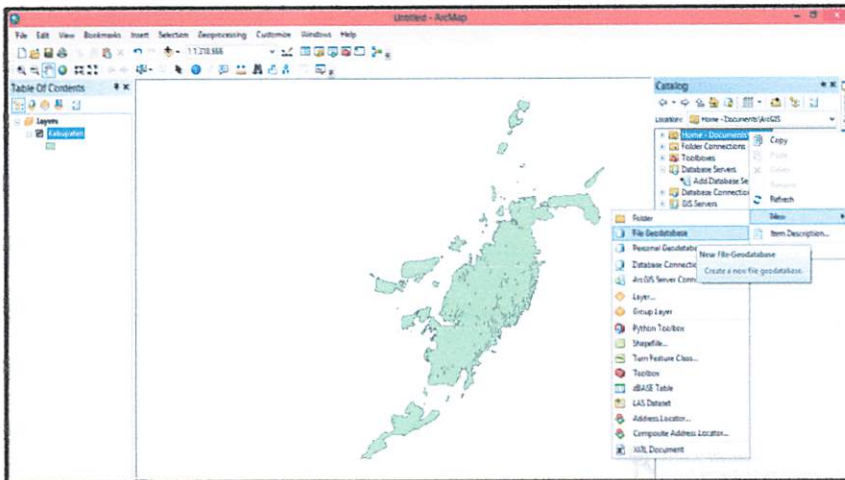 Untitled - ArcMap
File Edit View Bookmarks Insert Selection Geoprocessing Customize Windows Help
Table Of Contents
Layers
Kabupaten
Catalog
Location: Home - Documents\ArcGIS
Home - Documents\
Folder Connections
Toolboxes
Database Servers
Add Database Se
Database Connectio
GIS Servers
Copy
Paste
Delete
Rename
Refresh
New
Item Description...
Folder
File Geodatabase
Personal Geodatabas
Database Connectio
ArcGIS Server Conn
Layer...
Group Layer
Python Toolbox
Shapefile...
Turn Feature Class...
Toolbox
dBASE Table
LAS Dataset
Address Locator...
Composite Address Locator...
XML Document
New File Geodatabase
Create a new file geodatabase.